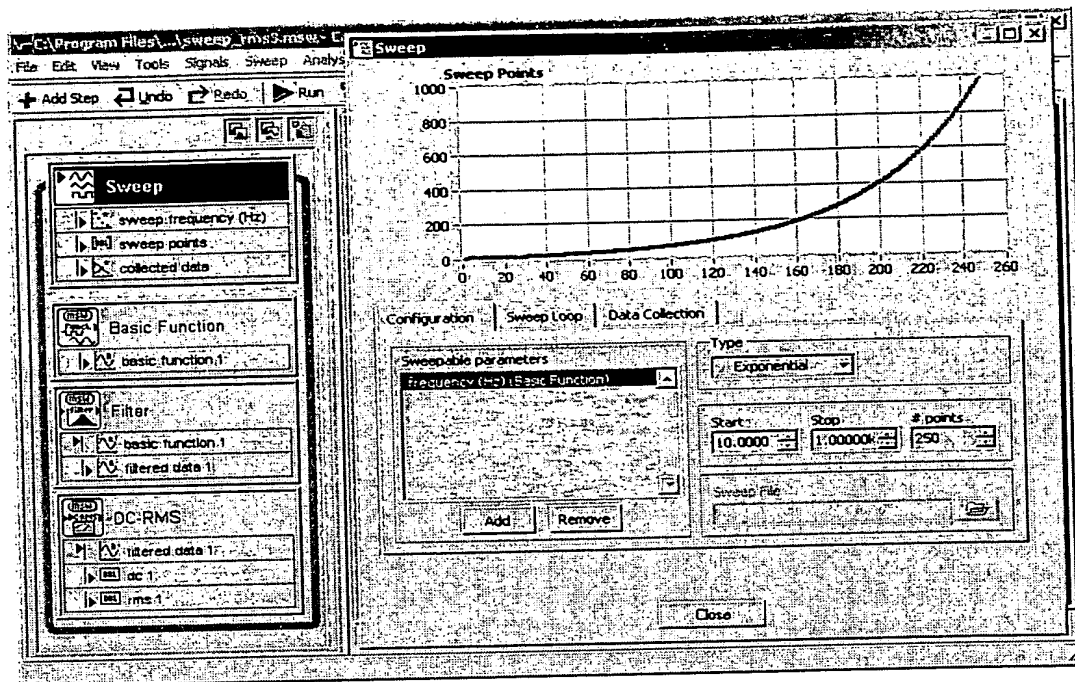 C:\Program Files\...\sweep_rms5.msw - C
File Edit View Tools Signals Sweep Analys
Add Step Undo Redo Run
Sweep
sweep frequency (Hz)
sweep points
collected data
Basic Function
basic function 1
Filter
basic function 1
filtered data 1
DC-RMS
filtered data 1
dc 1
rms 1
Sweep
Sweep Points
1000
800
600
400
200
0
0 20 40 60 80 100 120 140 160 180 200 220 240 260
Configuration Sweep Loop Data Collection
Sweepable parameters
Frequency (Hz) (Basic Function)
Add Remove
Type
Exponential
Start Stop # points
10.0000 1.00000k 250
Sweep File
Close